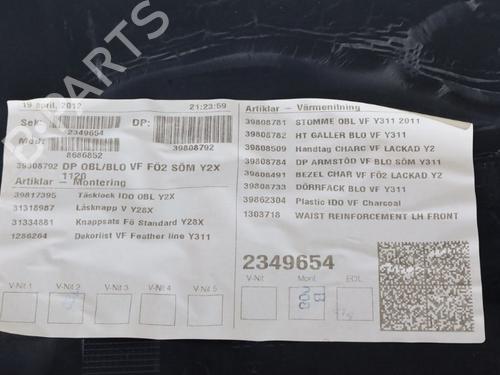 19 april, 2012 21:23:59
Sek: DP:
2349654
39808792
Mod:
8686852
39808792 DP OBL/BLO VF FÖ2 SÖM Y2X
1120
Artiklar — Montering
39817395 Täcklock IDO OBL Y2X
31318987 Låsknapp V Y28X
31334881 Knappsats Fö Standard Y28X
1286264 Dekorlist VF Feather line Y311
V-Nit 1 V-Nit 2 V-Nit 3 V-Nit 4 V-Nit 5
Artiklar — Värmenitning
39808781 STOMME OBL VF Y311 2011
39808782 HT GALLER BLO VF Y311
39808509 Handtag CHARC VF LACKAD Y2
39808784 DP ARMSTÖD VF BLO SÖM Y311
39806491 BEZEL CHAR VF FÖ2 LACKAD Y2
39808733 DÖRRFACK BLO VF Y311
39862304 Plastic IDO VF Charcoal
1303718 WAIST REINFORCEMENT LH FRONT
2349654
V-Nit Mont EOL
B-PARTS